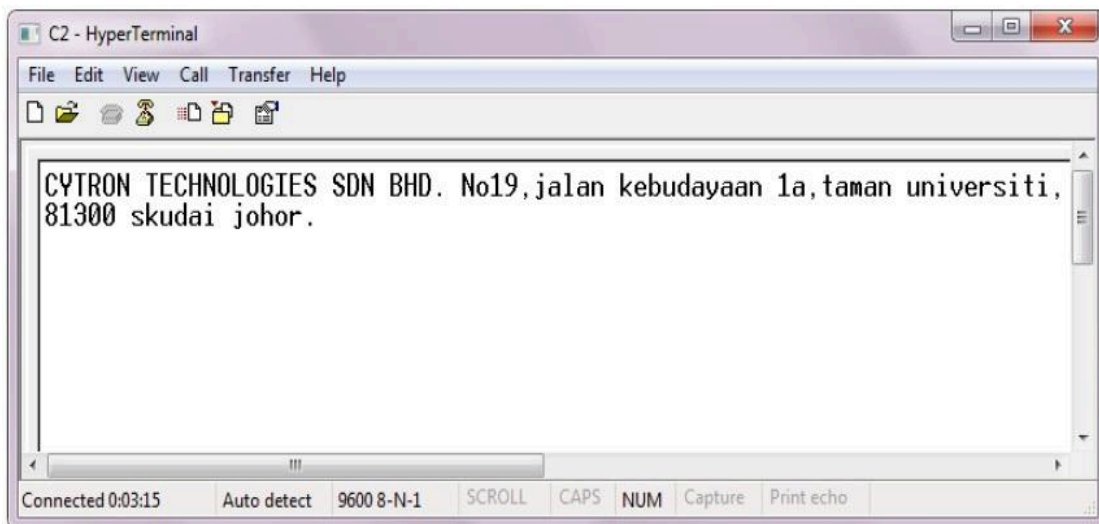 C2 - HyperTerminal
File Edit View Call Transfer Help
CYTRON TECHNOLOGIES SDN BHD. No19,jalan kebudayaan 1a,taman universiti,
81300 skudai johor.
Connected 0:03:15 Auto detect 9600 8-N-1 SCROLL CAPS NUM Capture Print echo